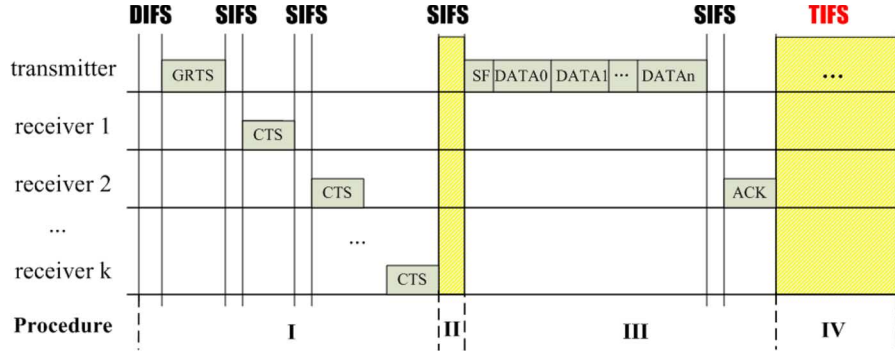 DIFS SIFS SIFS SIFS SIFS TIFS
transmitter GRTS SF DATA0 DATA1 ... DATAn ...
receiver 1 CTS
receiver 2 CTS ACK
... ...
receiver k CTS
Procedure I II III IV